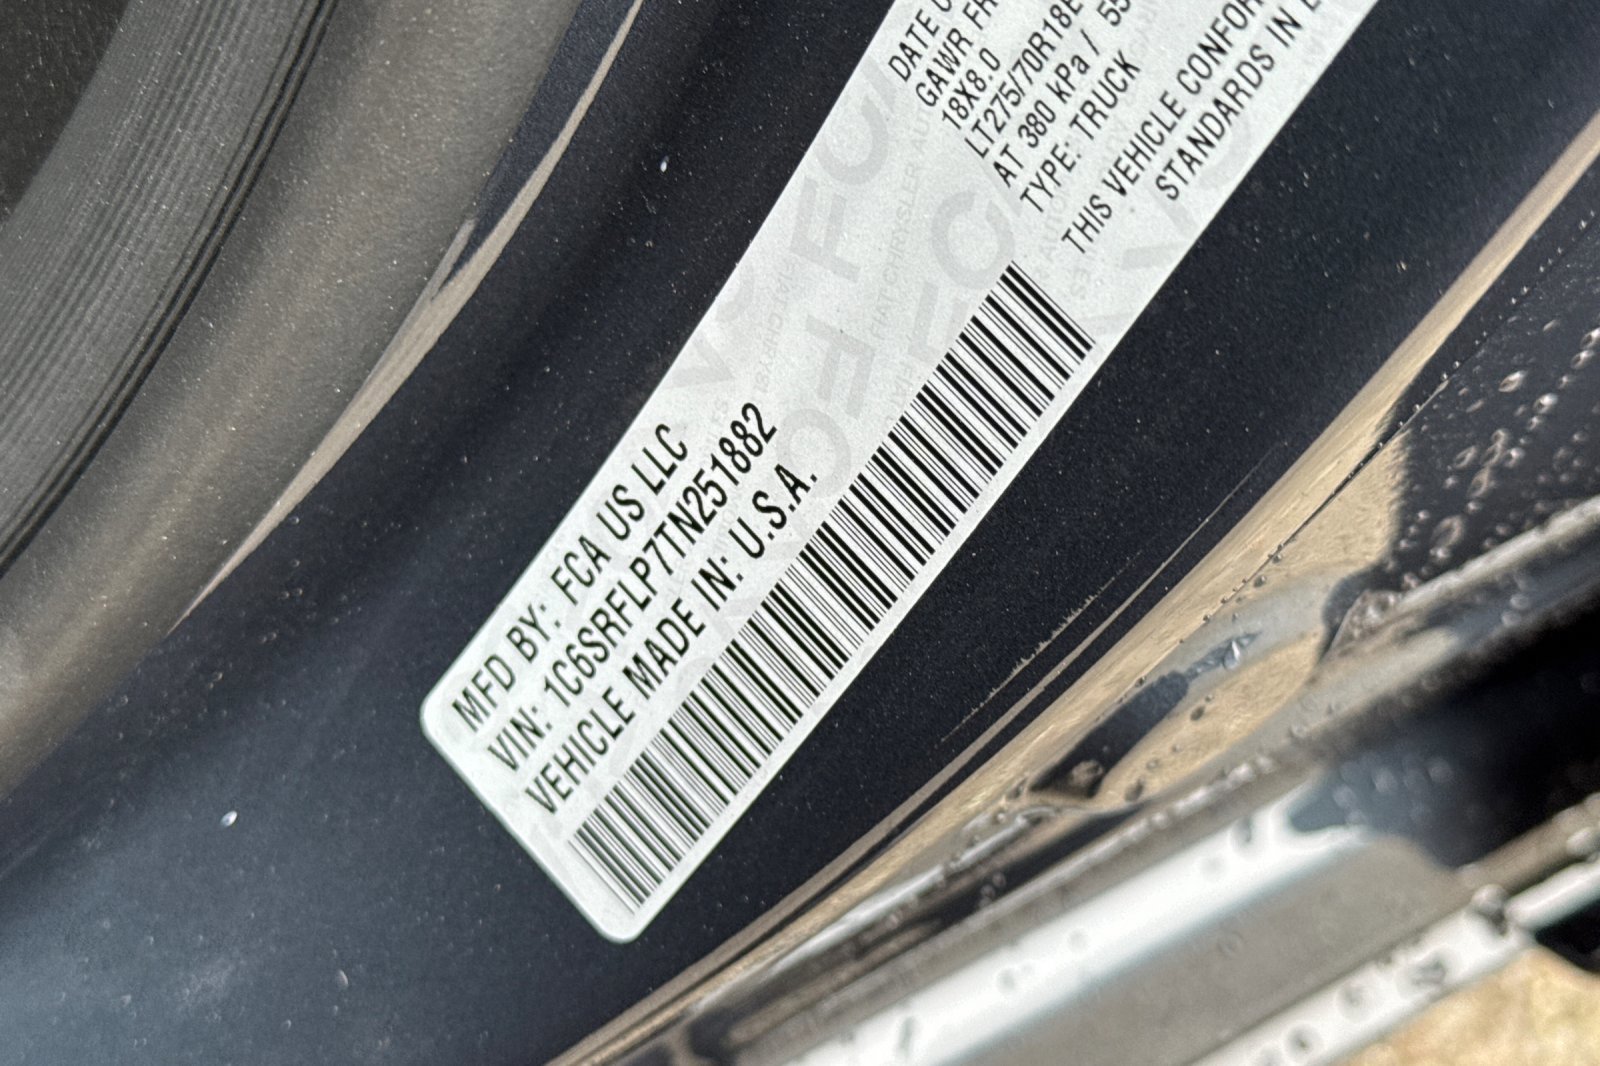 MFD BY: FCA US LLC
VIN: 1C6SRFLP7TN251882
VEHICLE MADE IN: U.S.A.
DATE O
GAWR FR
18X8.0
LT275/70R18E
AT 380 kPa / 55
TYPE: TRUCK
THIS VEHICLE CONFOR
STANDARDS IN E